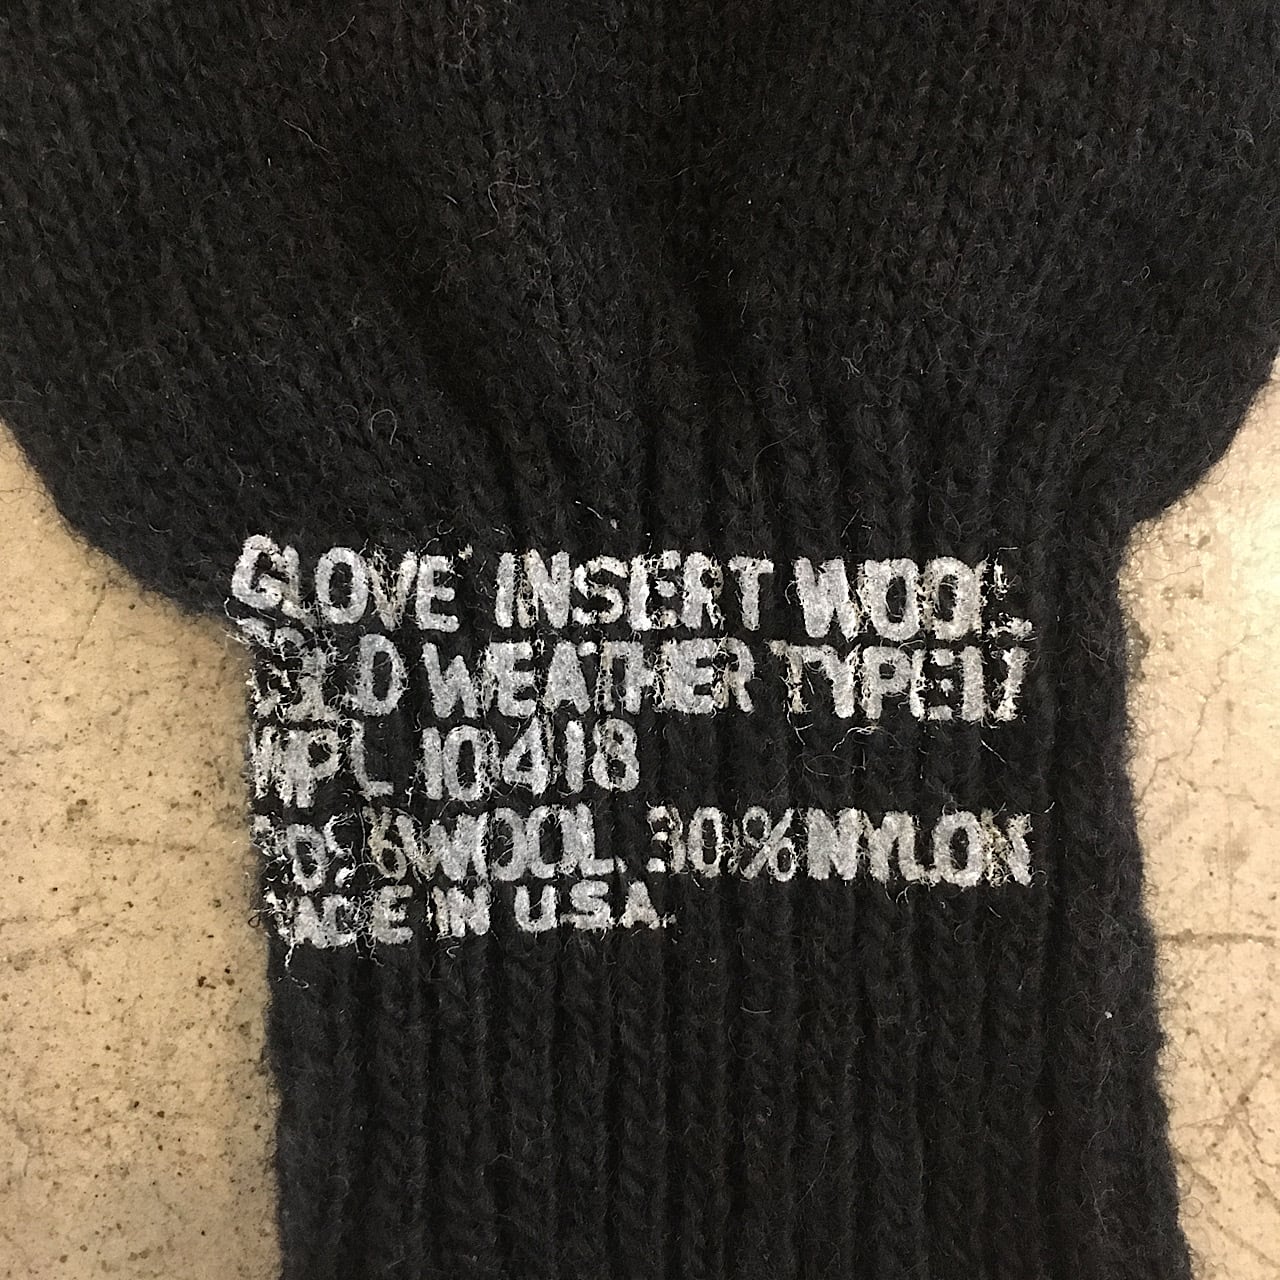 GLOVE INSERT WOOL
COLD WEATHER TYPE II
WPL 10418
70% WOOL. 30% NYLON
MADE IN U.S.A.